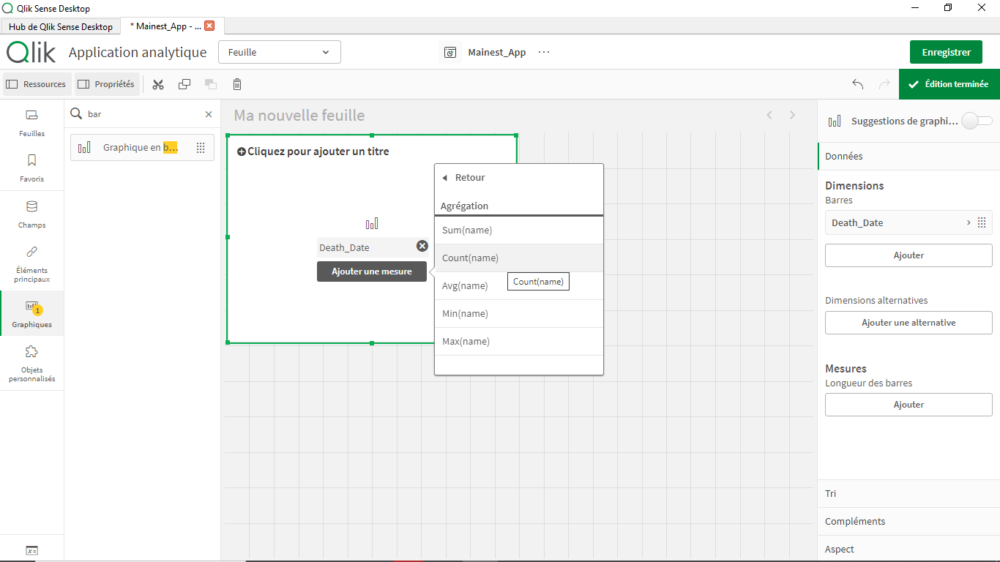 Qlik Sense Desktop
Hub de Qlik Sense Desktop
* Mainest_App - ...
Qlik
Application analytique
Feuille
Mainest_App
...
Enregistrer
Ressources
Propriétés
Édition terminée
Feuilles
Favoris
Champs
Éléments
principaux
1
Graphiques
Objets
personnalisés
bar
Graphique en b...
Ma nouvelle feuille
Cliquez pour ajouter un titre
Death_Date
Ajouter une mesure
Retour
Agrégation
Sum(name)
Count(name)
Avg(name)
Count(name)
Min(name)
Max(name)
Suggestions de graphi...
Données
Dimensions
Barres
Death_Date
Ajouter
Dimensions alternatives
Ajouter une alternative
Mesures
Longueur des barres
Ajouter
Tri
Compléments
Aspect